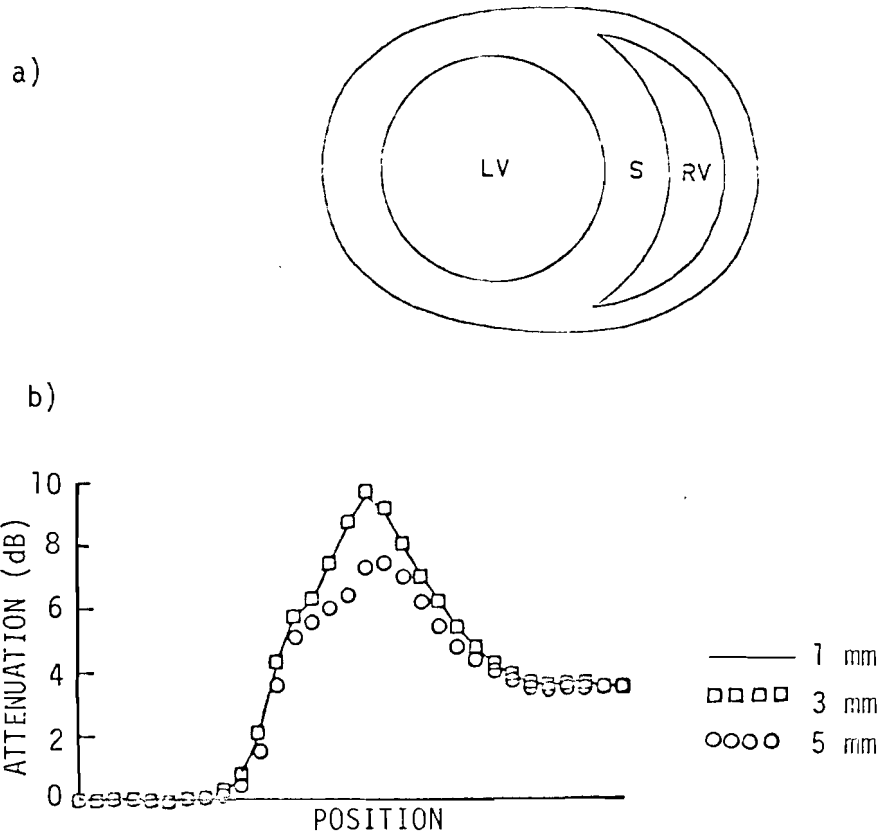 a)
LV S RV
b)
ATTENUATION (dB)
10
8
6
4
2
0
POSITION
1 mm
3 mm
5 mm